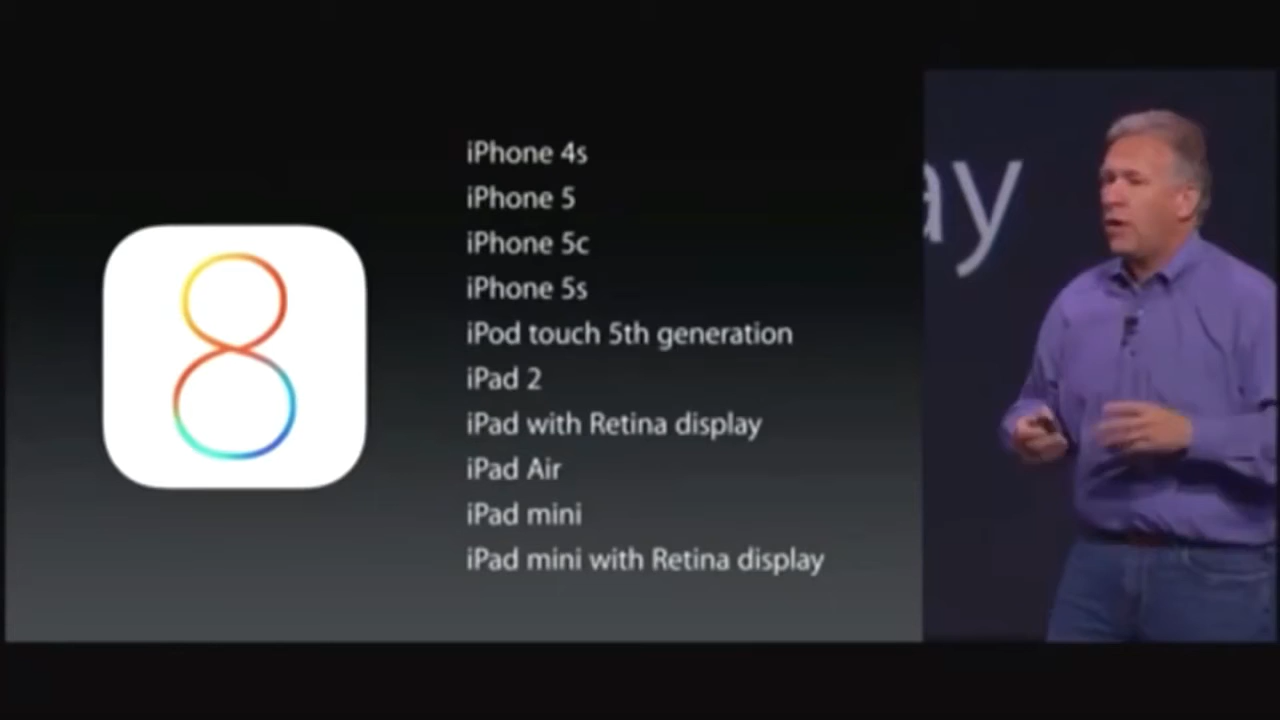 8
iPhone 4s
iPhone 5
iPhone 5c
iPhone 5s
iPod touch 5th generation
iPad 2
iPad with Retina display
iPad Air
iPad mini
iPad mini with Retina display
ay